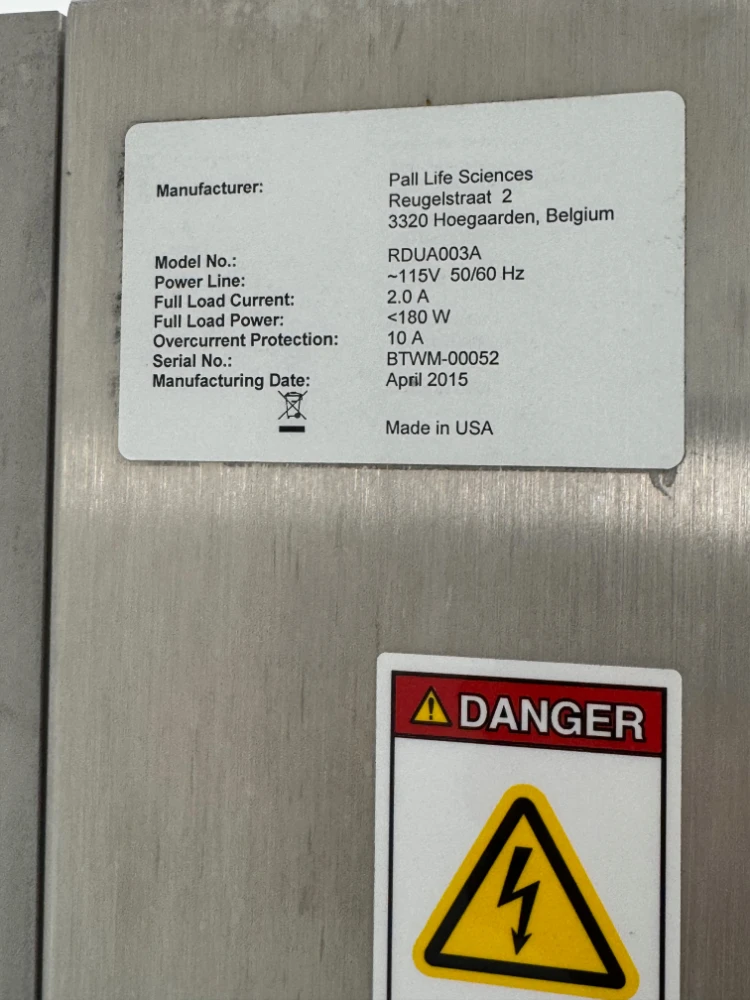 Manufacturer: Pall Life Sciences
Reugelstraat 2
3320 Hoegaarden, Belgium
Model No.: RDUA003A
Power Line: ~115V 50/60 Hz
Full Load Current: 2.0 A
Full Load Power: <180 W
Overcurrent Protection: 10 A
Serial No.: BTWM-00052
Manufacturing Date: April 2015
Made in USA
DANGER